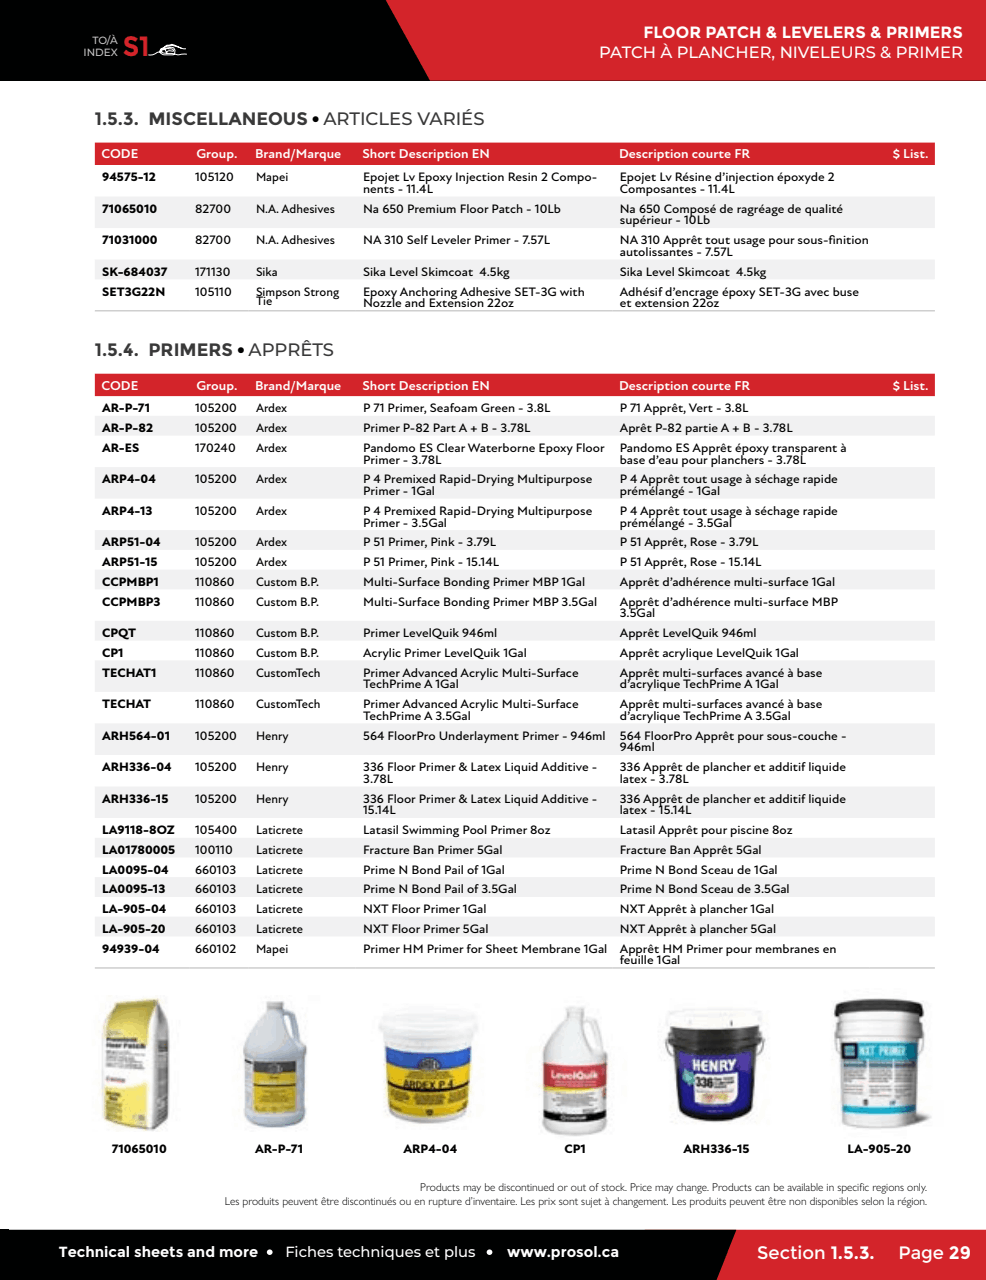 TO/À
INDEX S1
FLOOR PATCH & LEVELERS & PRIMERS
PATCH À PLANCHER, NIVELEURS & PRIMER
1.5.3. MISCELLANEOUS • ARTICLES VARIÉS
CODE Group. Brand/Marque Short Description EN Description courte FR $ List.
94575-12 105120 Mapei Epojet Lv Epoxy Injection Resin 2 Compo- Epojet Lv Résine d’injection époxyde 2
nents - 11.4L Composantes - 11.4L
71065010 82700 N.A. Adhesives Na 650 Premium Floor Patch - 10Lb Na 650 Composé de ragréage de qualité
supérieur - 10Lb
71031000 82700 N.A. Adhesives NA 310 Self Leveler Primer - 7.57L NA 310 Apprêt tout usage pour sous-finition
autolissantes - 7.57L
SK-684037 171130 Sika Sika Level Skimcoat 4.5kg Sika Level Skimcoat 4.5kg
SET3G22N 105110 Simpson Strong Epoxy Anchoring Adhesive SET-3G with Adhésif d’encrage époxy SET-3G avec buse
Tie Nozzle and Extension 22oz et extension 22oz
1.5.4. PRIMERS • APPRÊTS
CODE Group. Brand/Marque Short Description EN Description courte FR $ List.
AR-P-71 105200 Ardex P 71 Primer, Seafoam Green - 3.8L P 71 Apprêt, Vert - 3.8L
AR-P-82 105200 Ardex Primer P-82 Part A + B - 3.78L Aprêt P-82 partie A + B - 3.78L
AR-ES 170240 Ardex Pandomo ES Clear Waterborne Epoxy Floor Pandomo ES Apprêt époxy transparent à
Primer - 3.78L base d’eau pour planchers - 3.78L
ARP4-04 105200 Ardex P 4 Premixed Rapid-Drying Multipurpose P 4 Apprêt tout usage à séchage rapide
Primer - 1Gal prémélangé - 1Gal
ARP4-13 105200 Ardex P 4 Premixed Rapid-Drying Multipurpose P 4 Apprêt tout usage à séchage rapide
Primer - 3.5Gal prémélangé - 3.5Gal
ARP51-04 105200 Ardex P 51 Primer, Pink - 3.79L P 51 Apprêt, Rose - 3.79L
ARP51-15 105200 Ardex P 51 Primer, Pink - 15.14L P 51 Apprêt, Rose - 15.14L
CCPMBP1 110860 Custom B.P. Multi-Surface Bonding Primer MBP 1Gal Apprêt d’adhérence multi-surface 1Gal
CCPMBP3 110860 Custom B.P. Multi-Surface Bonding Primer MBP 3.5Gal Apprêt d’adhérence multi-surface MBP
3.5Gal
CPQT 110860 Custom B.P. Primer LevelQuik 946ml Apprêt LevelQuik 946ml
CP1 110860 Custom B.P. Acrylic Primer LevelQuik 1Gal Apprêt acrylique LevelQuik 1Gal
TECHAT1 110860 CustomTech Primer Advanced Acrylic Multi-Surface Apprêt multi-surfaces avancé à base
TechPrime A 1Gal d’acrylique TechPrime A 1Gal
TECHAT 110860 CustomTech Primer Advanced Acrylic Multi-Surface Apprêt multi-surfaces avancé à base
TechPrime A 3.5Gal d’acrylique TechPrime A 3.5Gal
ARH564-01 105200 Henry 564 FloorPro Underlayment Primer - 946ml 564 FloorPro Apprêt pour sous-couche -
946ml
ARH336-04 105200 Henry 336 Floor Primer & Latex Liquid Additive - 336 Apprêt de plancher et additif liquide
3.78L latex - 3.78L
ARH336-15 105200 Henry 336 Floor Primer & Latex Liquid Additive - 336 Apprêt de plancher et additif liquide
15.14L latex - 15.14L
LA9118-8OZ 105400 Laticrete Latasil Swimming Pool Primer 8oz Latasil Apprêt pour piscine 8oz
LA01780005 100110 Laticrete Fracture Ban Primer 5Gal Fracture Ban Apprêt 5Gal
LA0095-04 660103 Laticrete Prime N Bond Pail of 1Gal Prime N Bond Sceau de 1Gal
LA0095-13 660103 Laticrete Prime N Bond Pail of 3.5Gal Prime N Bond Sceau de 3.5Gal
LA-905-04 660103 Laticrete NXT Floor Primer 1Gal NXT Apprêt à plancher 1Gal
LA-905-20 660103 Laticrete NXT Floor Primer 5Gal NXT Apprêt à plancher 5Gal
94939-04 660102 Mapei Primer HM Primer for Sheet Membrane 1Gal Apprêt HM Primer pour membranes en
feuille 1Gal
Premium
Floor Patch
ARDEX P 4
LevelQuik
HENRY
336
NXT PRIMER
71065010 AR-P-71 ARP4-04 CP1 ARH336-15 LA-905-20
Products may be discontinued or out of stock. Price may change. Products can be available in specific regions only.
Les produits peuvent être discontinués ou en rupture d’inventaire. Les prix sont sujet à changement. Les produits peuvent être non disponibles selon la région.
Technical sheets and more • Fiches techniques et plus • www.prosol.ca
Section 1.5.3. Page 29